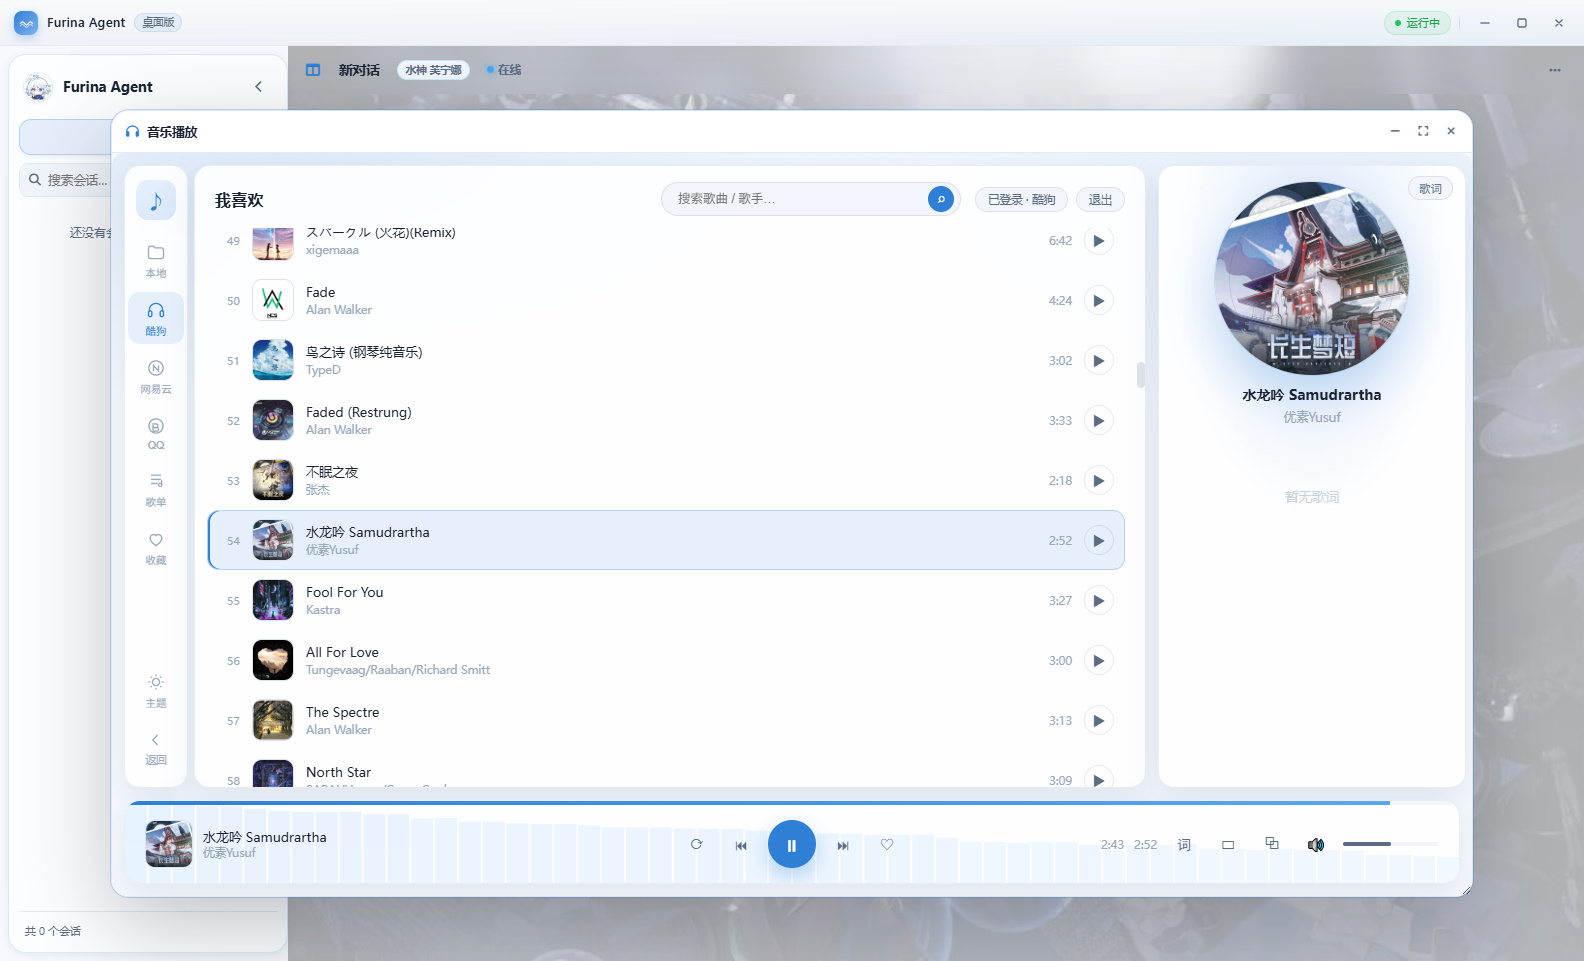 Furina Agent 桌面版
运行中
Furina Agent
新对话 水神 芙宁娜 在线
搜索会话...
还没有会
共 0 个会话
音乐播放
本地
酷狗
网易云
QQ
歌单
收藏
主题
返回
我喜欢
搜索歌曲 / 歌手...
已登录 · 酷狗
退出
49 スパークル (火花)(Remix) 6:42
xigemaaa
50 Fade 4:24
Alan Walker
51 鸟之诗 (钢琴纯音乐) 3:02
TypeD
52 Faded (Restrung) 3:33
Alan Walker
53 不眠之夜 2:18
张杰
54 水龙吟 Samudrartha 2:52
优素Yusuf
55 Fool For You 3:27
Kastra
56 All For Love 3:00
Tungevaag/Raaban/Richard Smitt
57 The Spectre 3:13
Alan Walker
58 North Star 3:09
歌词
长生梦短
水龙吟 Samudrartha
优素Yusuf
暂无歌词
水龙吟 Samudrartha
优素Yusuf
2:43 2:52 词